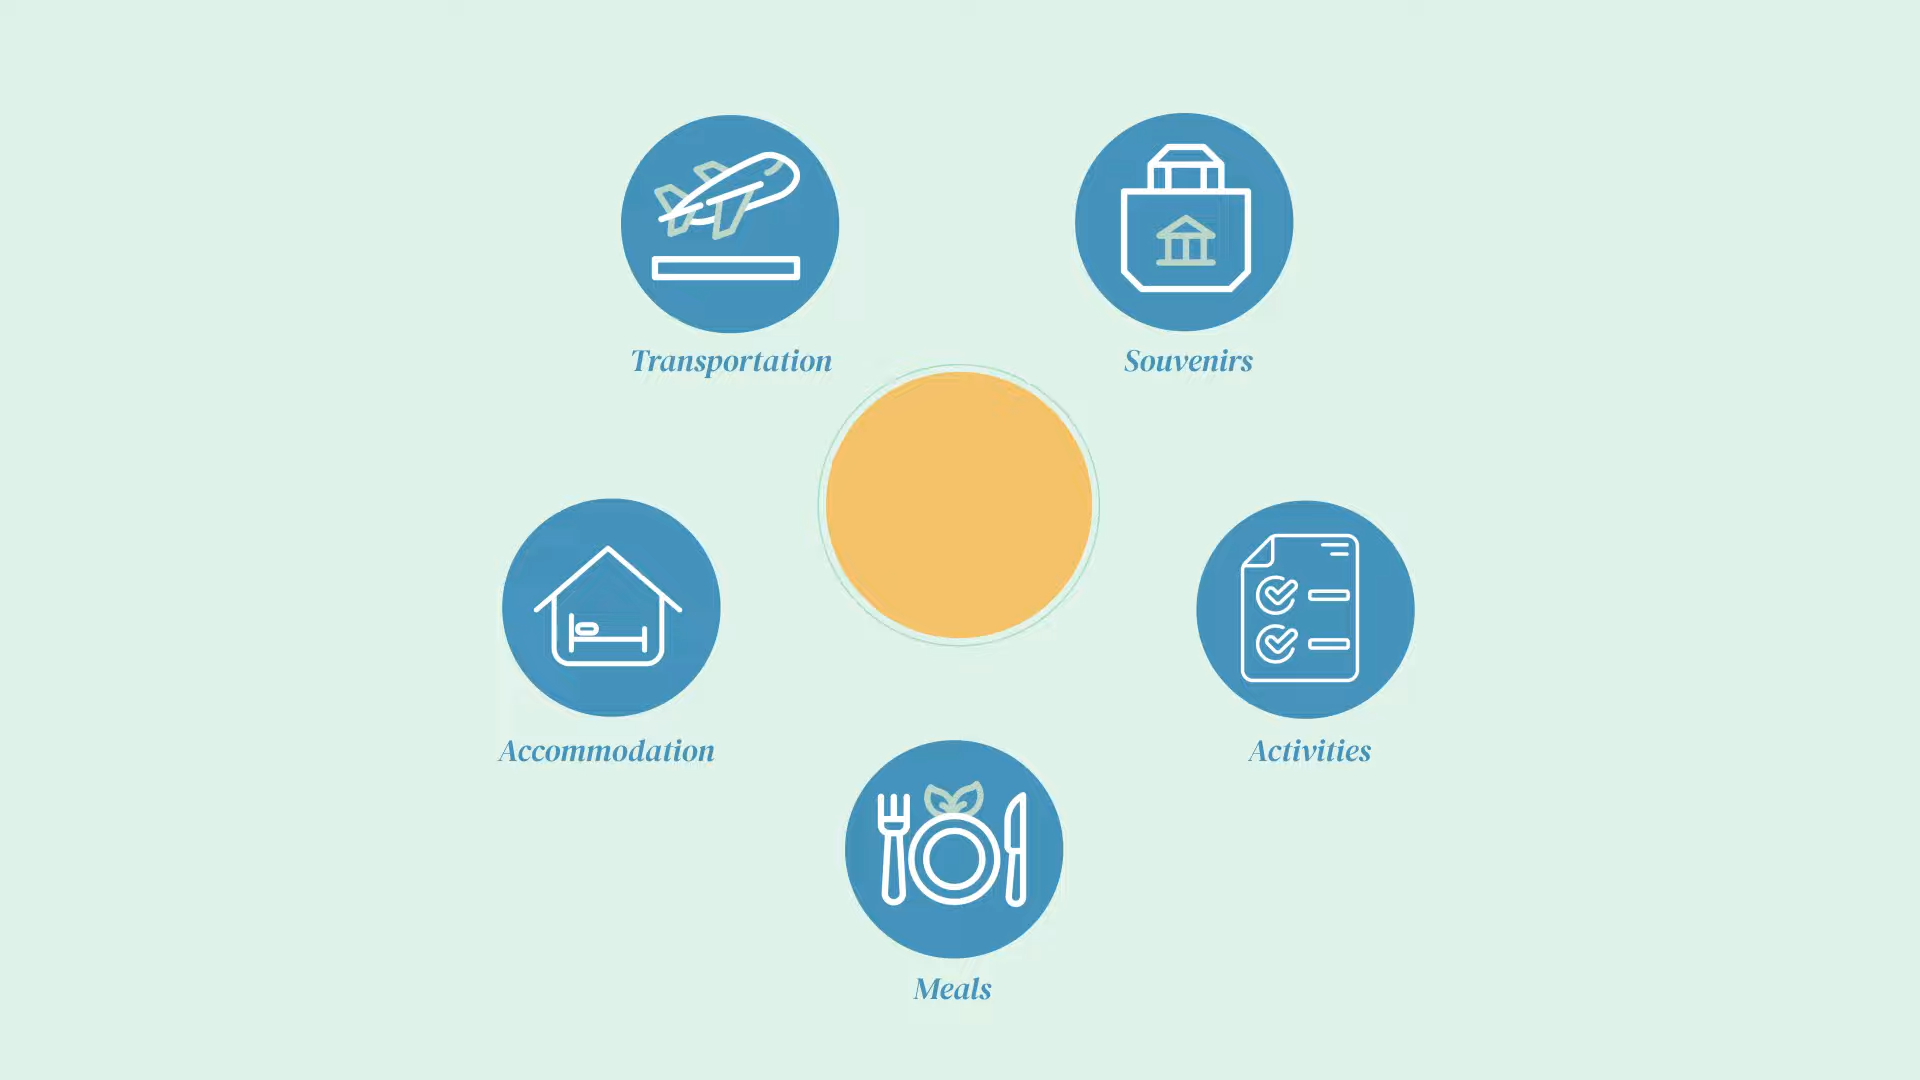 Transportation
Souvenirs
Accommodation
Activities
Meals